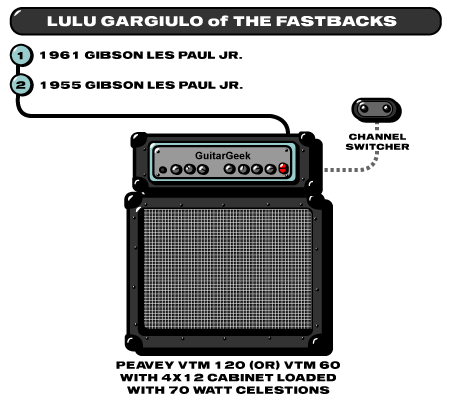 LULU GARGIULO of THE FASTBACKS
1 1961 GIBSON LES PAUL JR.
2 1955 GIBSON LES PAUL JR.
CHANNEL
SWITCHER
GuitarGeek
PEAVEY VTM 120 (OR) VTM 60
WITH 4X12 CABINET LOADED
WITH 70 WATT CELESTIONS